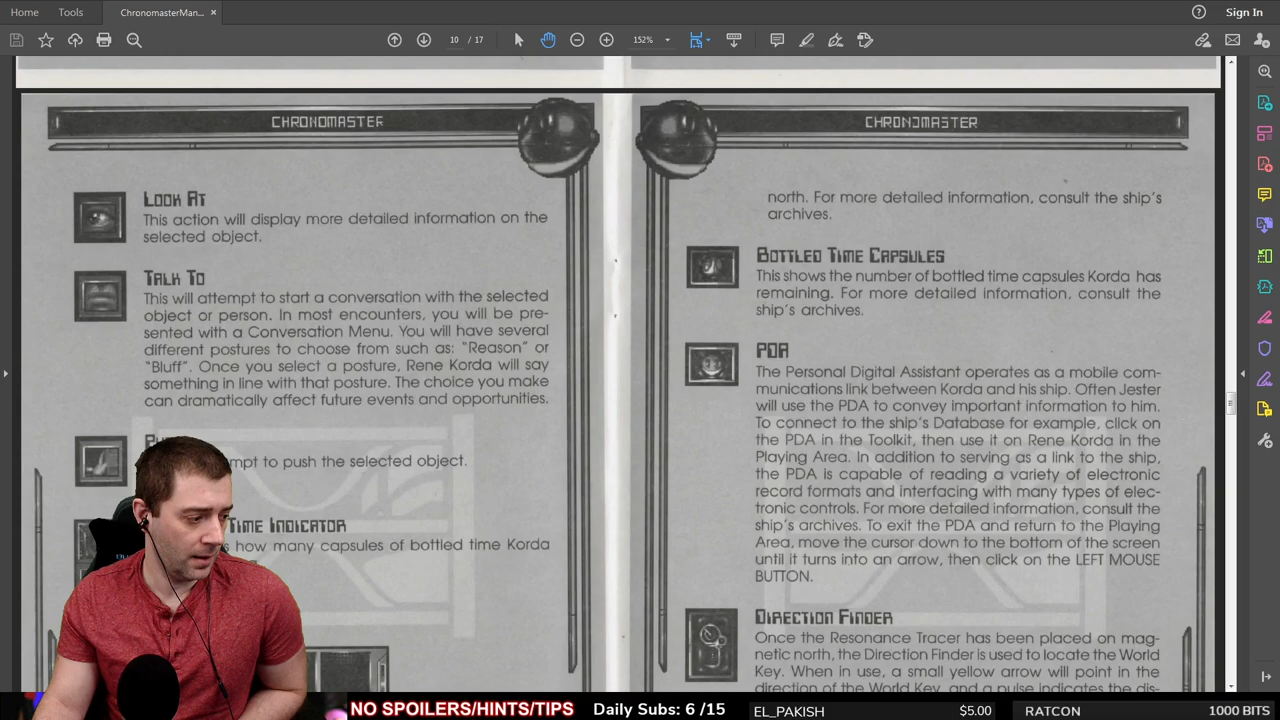 Home
Tools
ChronomasterMan... ×
Sign In
10 / 17
152%
CHRONOMASTER
LOOK AT
This action will display more detailed information on the
selected object.
TALK TO
This will attempt to start a conversation with the selected
object or person. In most encounters, you will be pre-
sented with a Conversation Menu. You will have several
different postures to choose from such as: "Reason" or
"Bluff". Once you select a posture, Rene Korda will say
something in line with that posture. The choice you make
can dramatically affect future events and opportunities.
to push the selected object.
TIME INDICATOR
how many capsules of bottled time Korda
CHRONOMASTER
north. For more detailed information, consult the ship's
archives.
BOTTLED TIME CAPSULES
This shows the number of bottled time capsules Korda has
remaining. For more detailed information, consult the
ship's archives.
PDA
The Personal Digital Assistant operates as a mobile com-
munications link between Korda and his ship. Often Jester
will use the PDA to convey important information to him.
To connect to the ship's Database for example, click on
the PDA in the Toolkit, then use it on Rene Korda in the
Playing Area. In addition to serving as a link to the ship,
the PDA is capable of reading a variety of electronic
record formats and interfacing with many types of elec-
tronic controls. For more detailed information, consult the
ship's archives. To exit the PDA and return to the Playing
Area, move the cursor down to the bottom of the screen
until it turns into an arrow, then click on the LEFT MOUSE
BUTTON.
DIRECTION FINDER
Once the Resonance Tracer has been placed on mag-
netic north, the Direction Finder is used to locate the World
Key. When in use, a small yellow arrow will point in the
direction of the World Key, and a pulse indicates the dis-
NO SPOILERS/HINTS/TIPS
Daily Subs: 6 /15
EL_PAKISH
$5.00
RATCON
1000 BITS